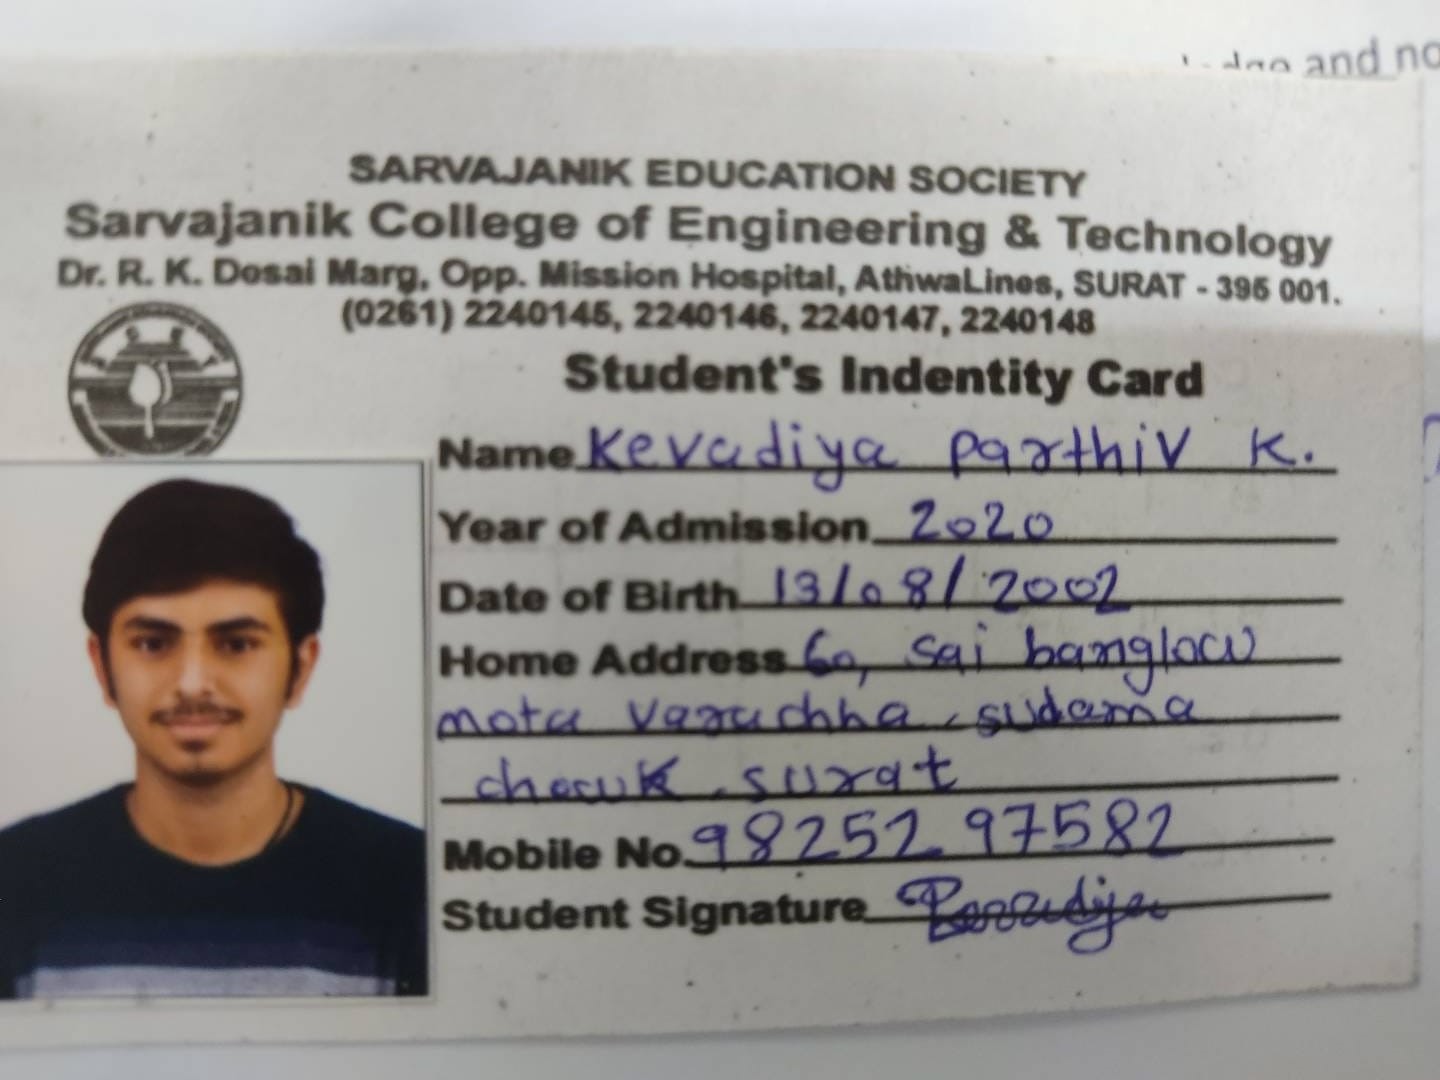 and no
SARVAJANIK EDUCATION SOCIETY
Sarvajanik College of Engineering & Technology
Dr. R. K. Desai Marg, Opp. Mission Hospital, AthwaLines, SURAT - 395 001.
(0261) 2240145, 2240146, 2240147, 2240148
Student's Indentity Card
Name Kevadiya Parthiv K.
Year of Admission 2020
Date of Birth 13/08/2002
Home Address 60, Sai banglow
mota varachha, sudama
chowk, surat
Mobile No. 98252 97582
Student Signature